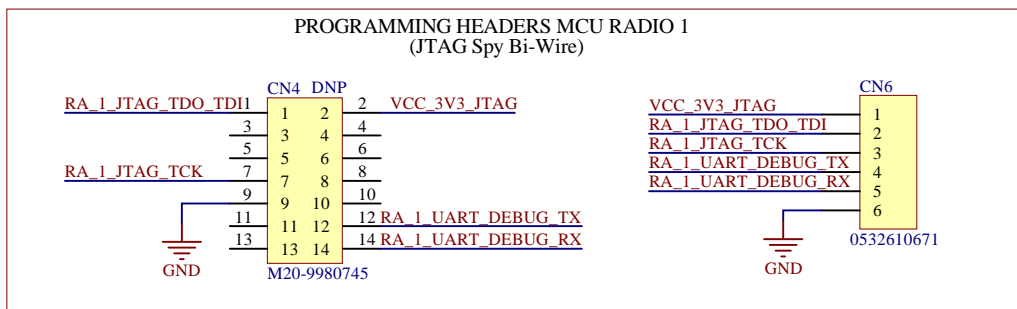 PROGRAMMING HEADERS MCU RADIO 1
(JTAG Spy Bi-Wire)
CN4 DNP
RA_1_JTAG_TDO_TDI 1 1 2 2 VCC_3V3_JTAG
3 3 4 4
5 5 6 6
RA_1_JTAG_TCK 7 7 8 8
9 9 10 10
11 11 12 12 RA_1_UART_DEBUG_TX
13 13 14 14 RA_1_UART_DEBUG_RX
GND
M20-9980745
CN6
VCC_3V3_JTAG 1
RA_1_JTAG_TDO_TDI 2
RA_1_JTAG_TCK 3
RA_1_UART_DEBUG_TX 4
RA_1_UART_DEBUG_RX 5
6
0532610671
GND